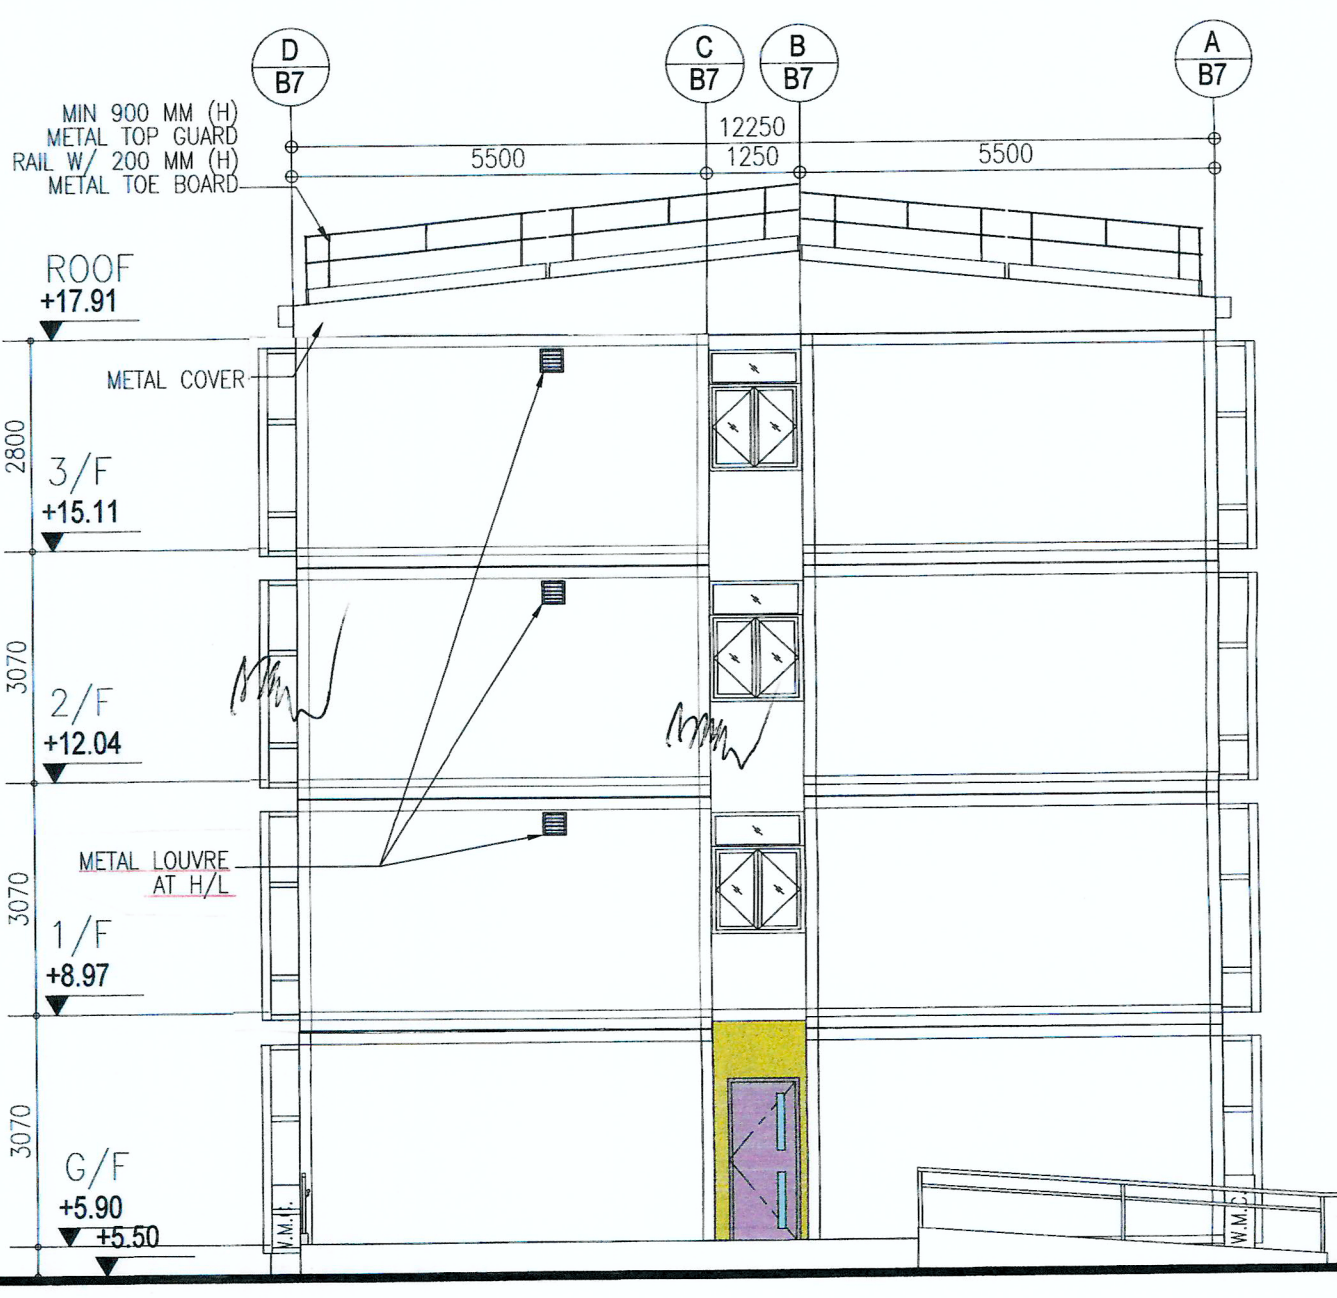 D
B7
C
B7
B
B7
A
B7
MIN 900 MM (H)
METAL TOP GUARD
RAIL W/ 200 MM (H)
METAL TOE BOARD
12250
5500
1250
5500
ROOF
+17.91
METAL COVER
2800
3/F
+15.11
3070
2/F
+12.04
METAL LOUVRE
AT H/L
3070
1/F
+8.97
3070
G/F
+5.90
+5.50
W.M.C.
W.M.C.